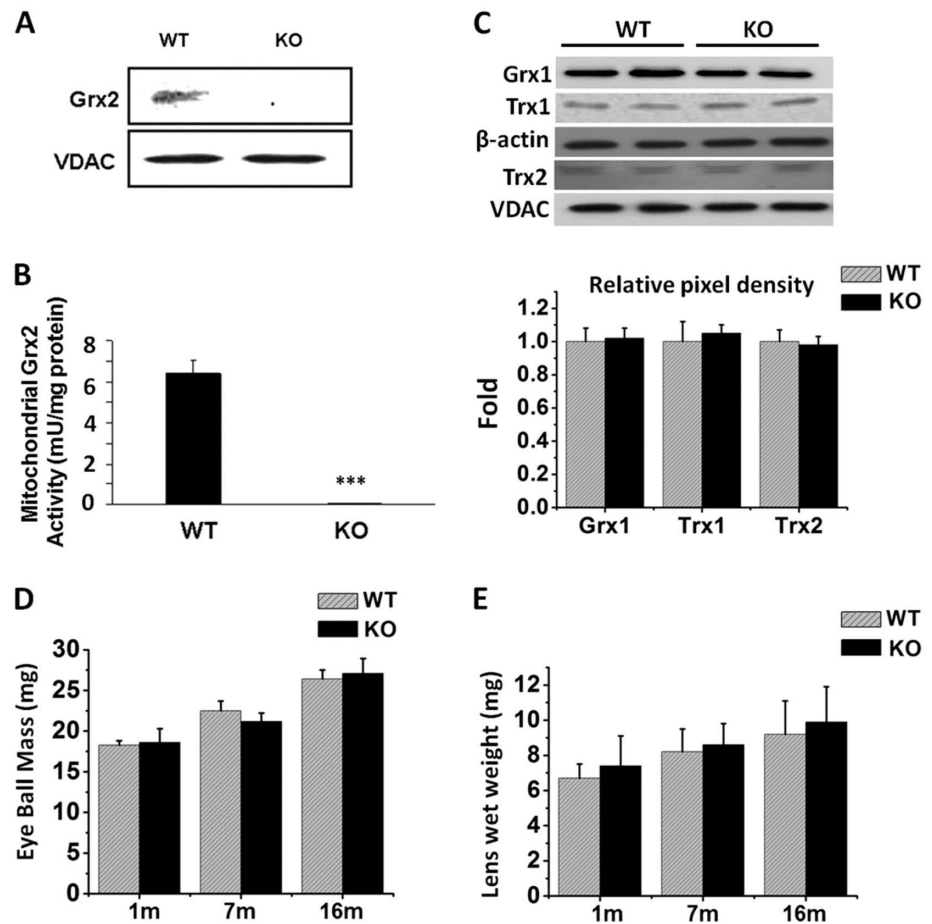 A
WT KO
Grx2
VDAC
B
Mitochondrial Grx2
Activity (mU/mg protein)
8
6
4
2
0
***
WT KO
C
WT KO
Grx1
Trx1
β-actin
Trx2
VDAC
Relative pixel density
WT
KO
Fold
1.2
1.0
0.8
0.6
0.4
0.2
0.0
Grx1 Trx1 Trx2
D
WT
KO
Eye Ball Mass (mg)
30
25
20
15
10
5
0
1m 7m 16m
E
WT
KO
Lens wet weight (mg)
12
10
8
6
4
2
0
1m 7m 16m